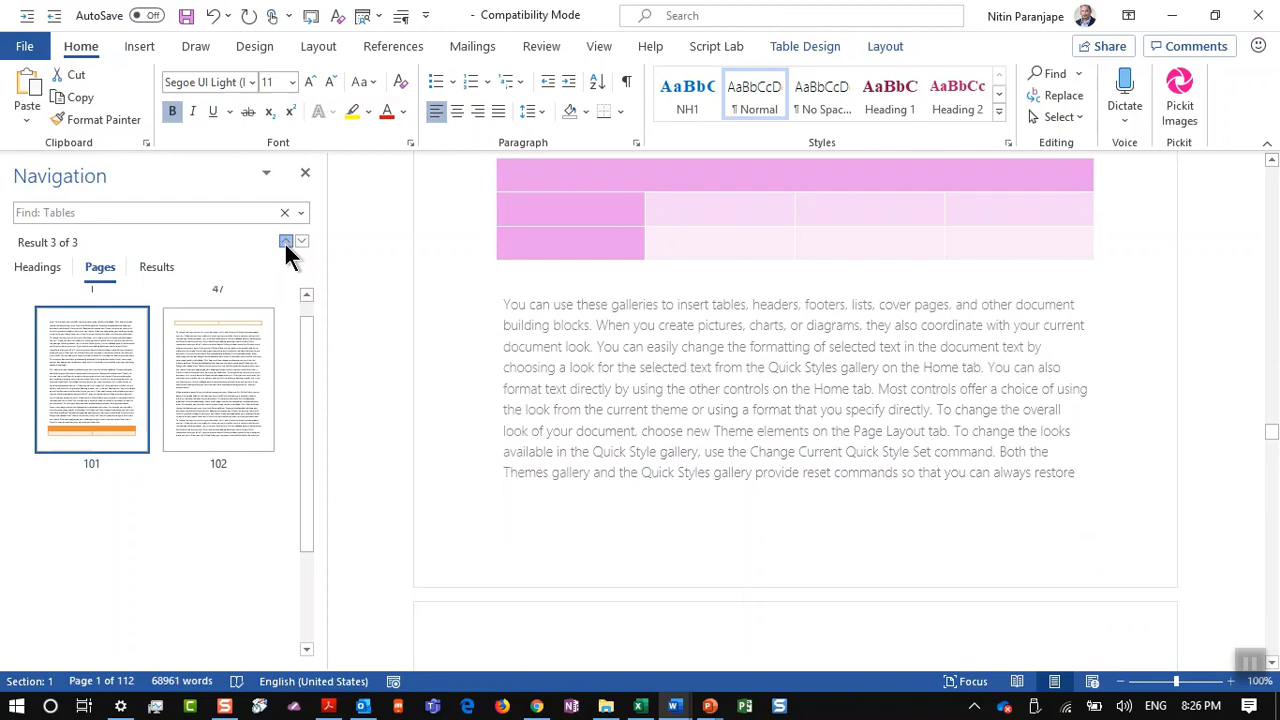 AutoSave Off
- Compatibility Mode
Search
Nitin Paranjape
File Home Insert Draw Design Layout References Mailings Review View Help Script Lab Table Design Layout
Share Comments
Paste
Cut
Copy
Format Painter
Clipboard
Segoe UI Light (I 11
Font
Paragraph
AaBbC AaBbCcD AaBbCcD AaBbC AaBbCc
NH1 ¶ Normal ¶ No Spac... Heading 1 Heading 2
Styles
Find
Replace
Select
Editing
Dictate
Voice
Pickit
Images
Pickit
Navigation
Find: Tables
Result 3 of 3
Headings Pages Results
1 47
101 102
You can use these galleries to insert tables, headers, footers, lists, cover pages, and other document
building blocks. When you create pictures, charts, or diagrams, they also coordinate with your current
document look. You can easily change the formatting of selected text in the document text by
choosing a look for the selected text from the Quick Styles gallery on the Home tab. You can also
format text directly by using the other controls on the Home tab. Most controls offer a choice of using
the look from the current theme or using a format that you specify directly. To change the overall
look of your document, choose new Theme elements on the Page Layout tab. To change the looks
available in the Quick Style gallery, use the Change Current Quick Style Set command. Both the
Themes gallery and the Quick Styles gallery provide reset commands so that you can always restore
Section: 1 Page 1 of 112 68961 words English (United States) Focus 100%
ENG 8:26 PM